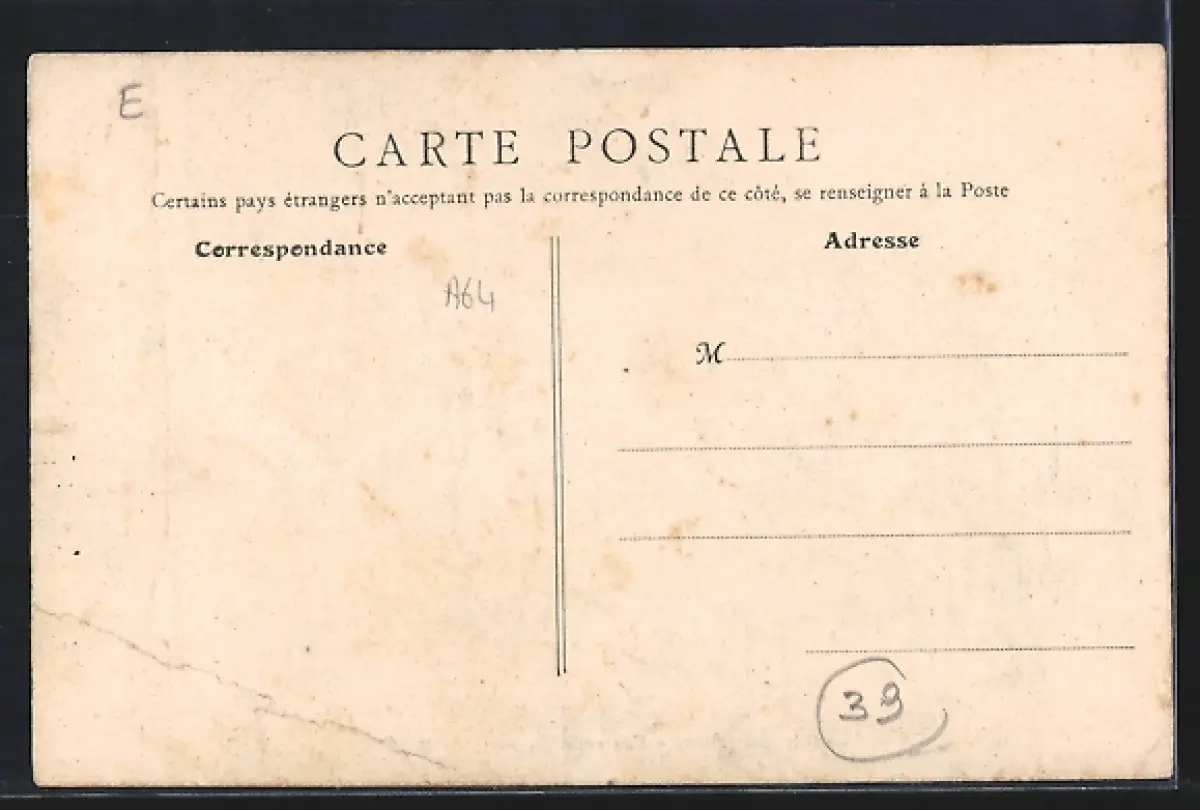 E
CARTE POSTALE
Certains pays étrangers n'acceptant pas la correspondance de ce côté, se renseigner à la Poste
Correspondance
Adresse
A64
M
39